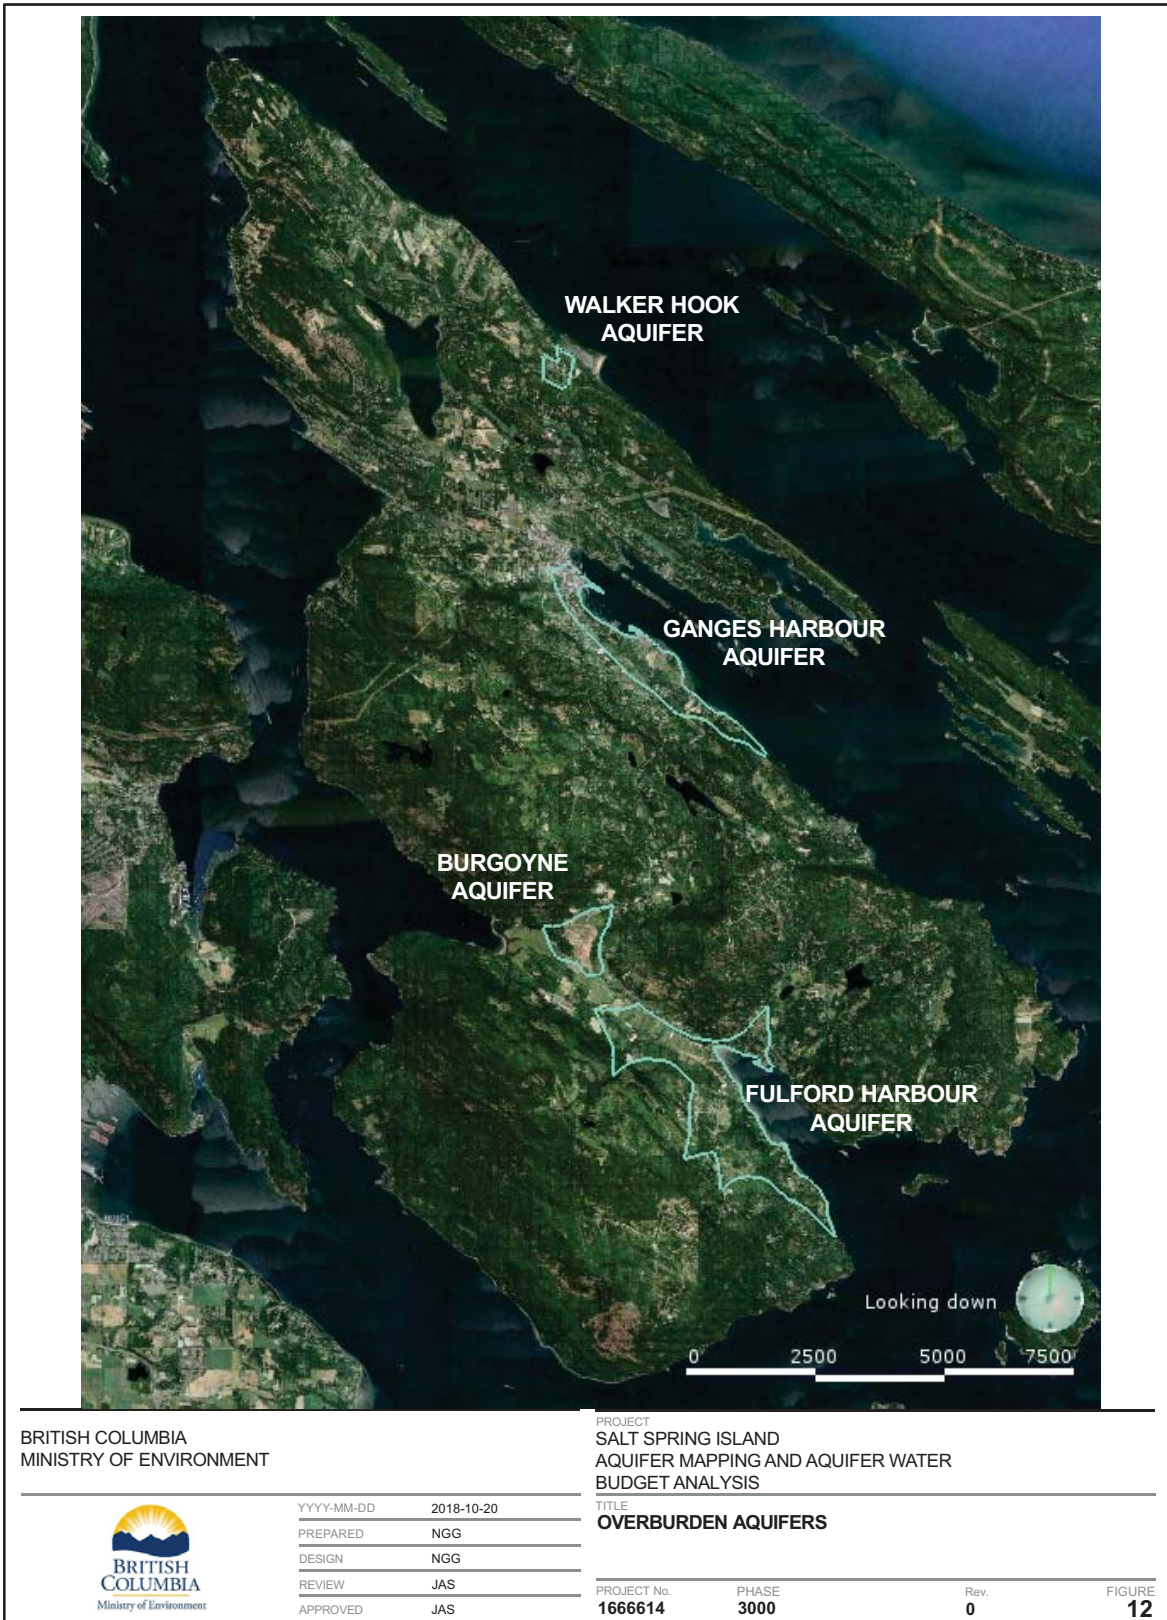 WALKER HOOK
AQUIFER
GANGES HARBOUR
AQUIFER
BURGOYNE
AQUIFER
FULFORD HARBOUR
AQUIFER
Looking down
0 2500 5000 7500
BRITISH COLUMBIA
MINISTRY OF ENVIRONMENT
PROJECT
SALT SPRING ISLAND
AQUIFER MAPPING AND AQUIFER WATER
BUDGET ANALYSIS
TITLE
OVERBURDEN AQUIFERS
BRITISH
COLUMBIA
Ministry of Environment
YYYY-MM-DD 2018-10-20
PREPARED NGG
DESIGN NGG
REVIEW JAS
APPROVED JAS
PROJECT No. PHASE Rev. FIGURE
1666614 3000 0 12